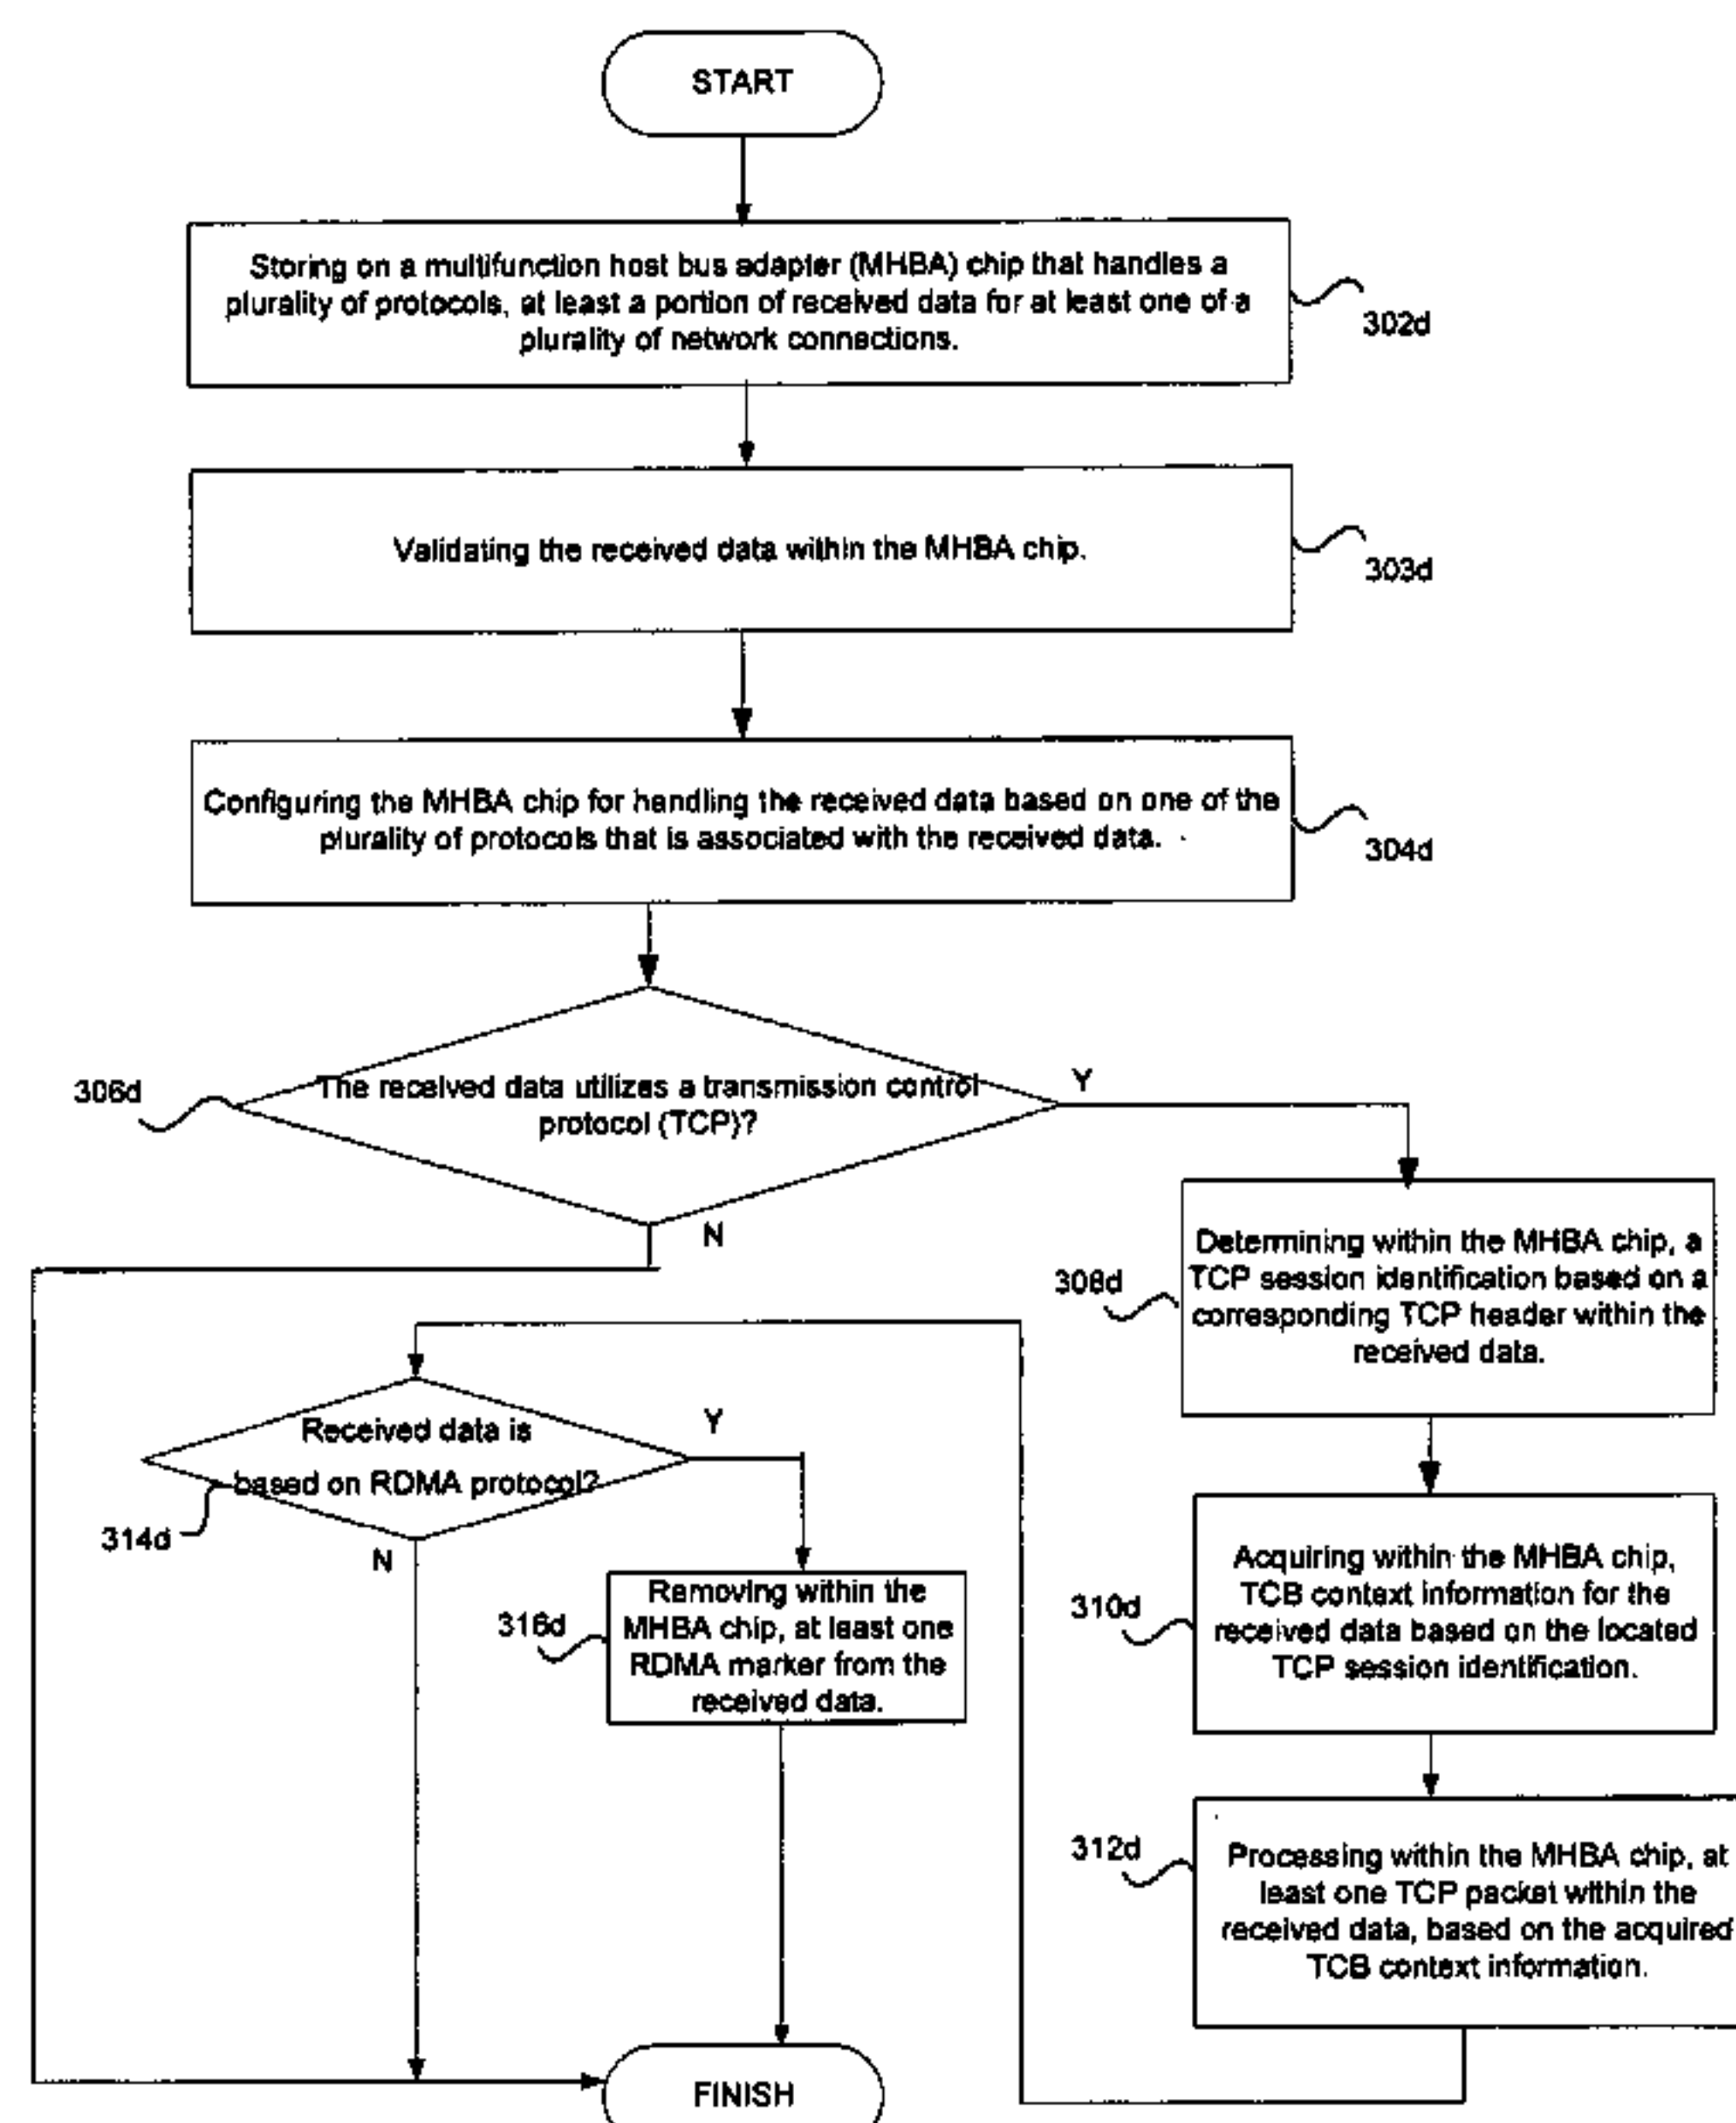 START
Storing on a multifunction host bus adapter (MHBA) chip that handles a
plurality of protocols, at least a portion of received data for at least one of a
plurality of network connections.
302d
Validating the received data within the MHBA chip.
303d
Configuring the MHBA chip for handling the received data based on one of the
plurality of protocols that is associated with the received data.
304d
306d
The received data utilizes a transmission control
protocol (TCP)?
Y
N
Determining within the MHBA chip, a
TCP session identification based on a
corresponding TCP header within the
received data.
308d
Received data is
based on RDMA protocol?
Y
314d
N
Acquiring within the MHBA chip,
TCB context information for the
received data based on the located
TCP session identification.
310d
Removing within the
MHBA chip, at least one
RDMA marker from the
received data.
316d
312d
Processing within the MHBA chip, at
least one TCP packet within the
received data, based on the acquired
TCB context information.
FINISH